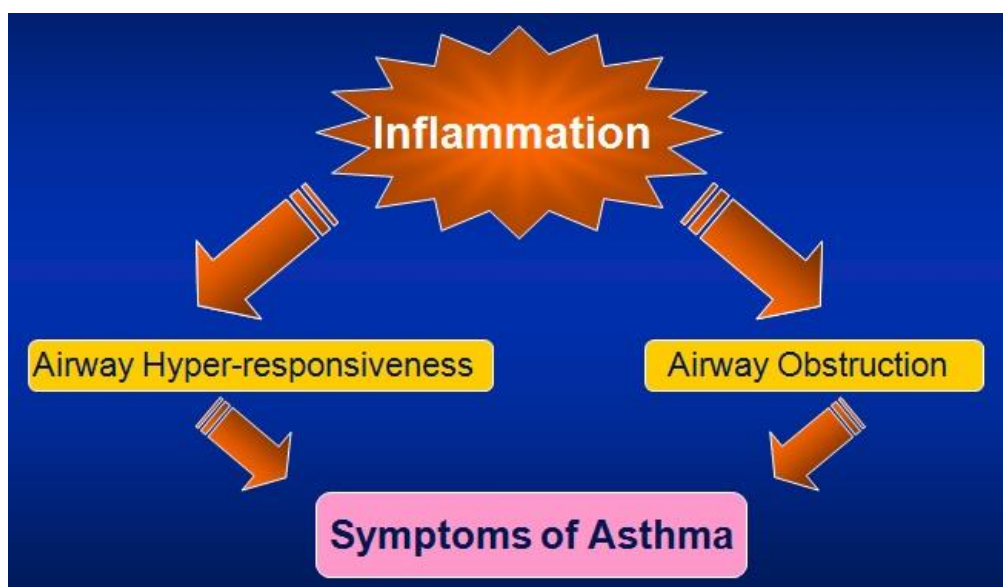 Inflammation
Airway Hyper-responsiveness
Airway Obstruction
Symptoms of Asthma